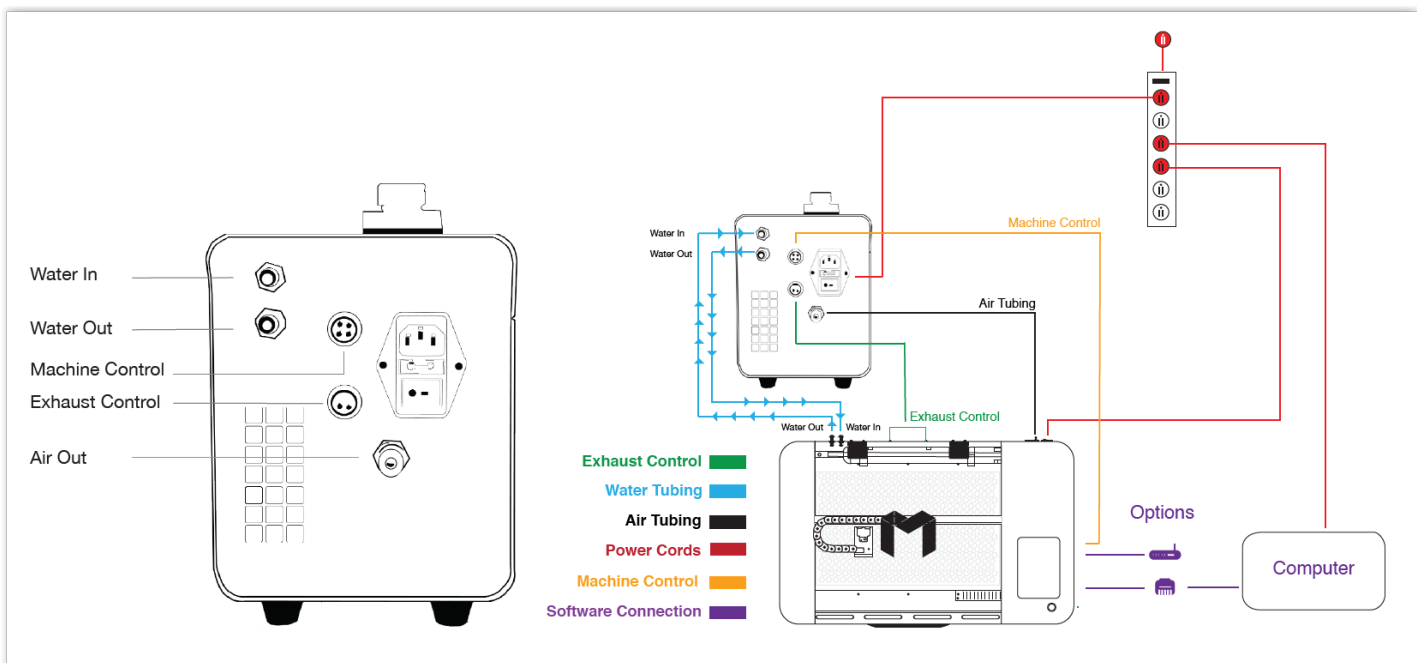 Water In
Water Out
Machine Control
Exhaust Control
Air Out
Water In
Water Out
Machine Control
Air Tubing
Exhaust Control
Water Out
Water In
Exhaust Control
Water Tubing
Air Tubing
Power Cords
Machine Control
Software Connection
Options
Computer